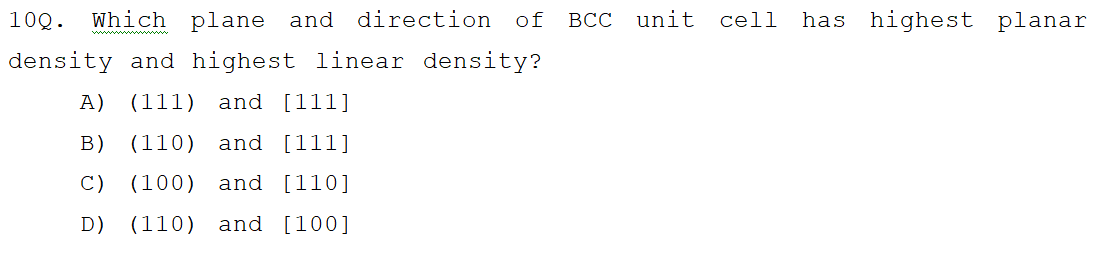 10Q. Which plane and direction of BCC unit cell has highest planar
density and highest linear density?
A) (111) and [111]
B) (110) and [111]
C) (100) and [110]
D) (110) and [100]